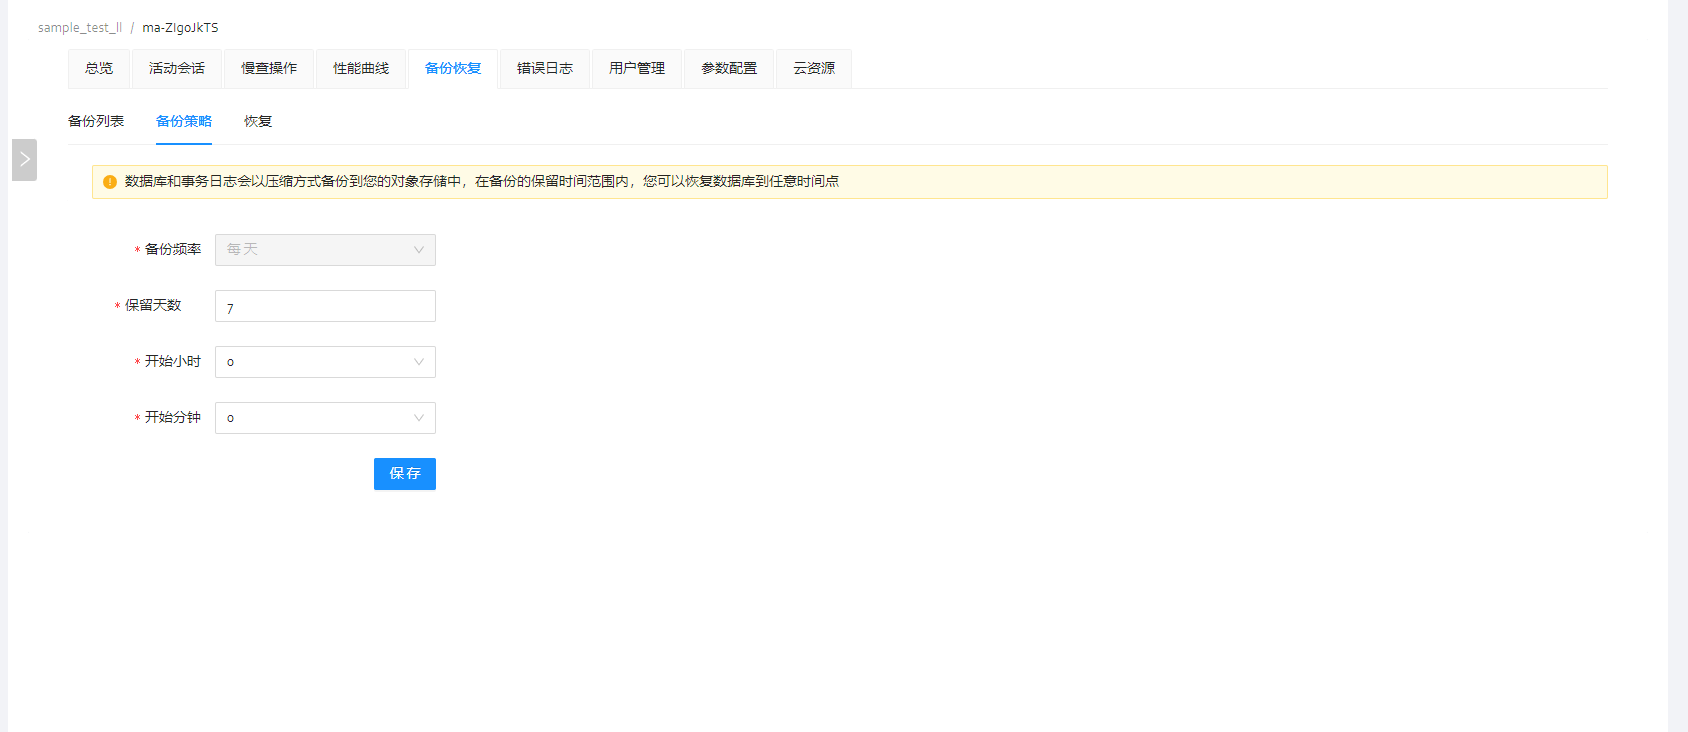 sample_test_ll / ma-ZIgoJkTS
总览 活动会话 慢查操作 性能曲线 备份恢复 错误日志 用户管理 参数配置 云资源
备份列表 备份策略 恢复
数据库和事务日志会以压缩方式备份到您的对象存储中，在备份的保留时间范围内，您可以恢复数据库到任意时间点
* 备份频率 每天
* 保留天数 7
* 开始小时 0
* 开始分钟 0
保存